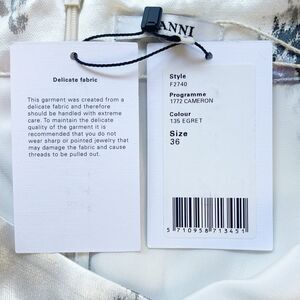 ANNI
Delicate fabric
This garment was created from a
delicate fabric and therefore
should be handled with extreme
care. To maintain the delicate
quality of the garment it is
recommended that you do not
wear sharp or pointed jewelry that
may damage the fabric and cause
threads to be pulled out.
Style
F2740
Programme
1772 CAMERON
Colour
135 EGRET
Size
36
5 710958 713451